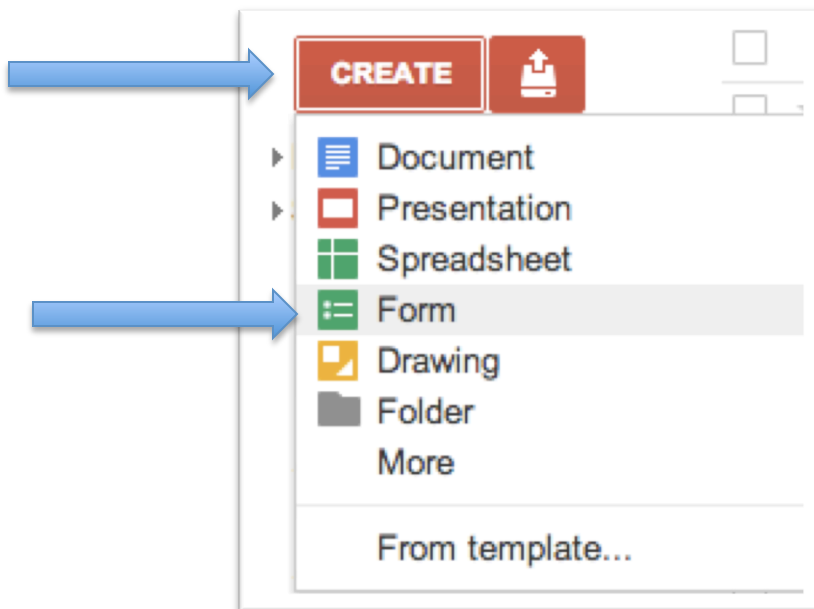 CREATE
Document
Presentation
Spreadsheet
Form
Drawing
Folder
More
From template...